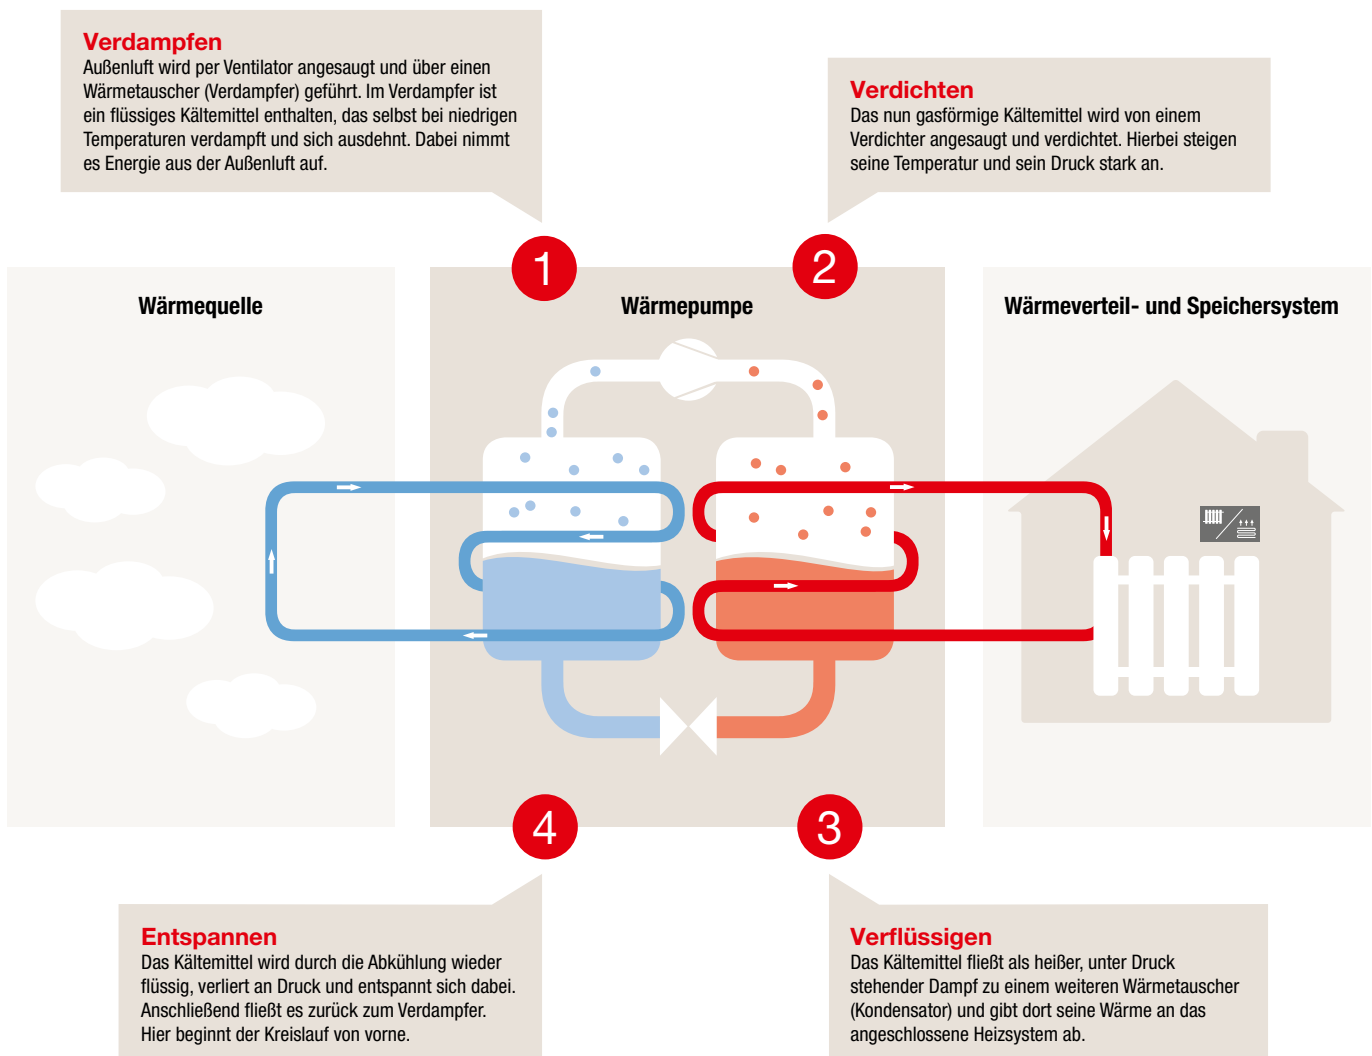 Verdampfen
Außenluft wird per Ventilator angesaugt und über einen
Wärmetauscher (Verdampfer) geführt. Im Verdampfer ist
ein flüssiges Kältemittel enthalten, das selbst bei niedrigen
Temperaturen verdampft und sich ausdehnt. Dabei nimmt
es Energie aus der Außenluft auf.
Verdichten
Das nun gasförmige Kältemittel wird von einem
Verdichter angesaugt und verdichtet. Hierbei steigen
seine Temperatur und sein Druck stark an.
1
2
Wärmequelle
Wärmepumpe
Wärmeverteil- und Speichersystem
4
3
Entspannen
Das Kältemittel wird durch die Abkühlung wieder
flüssig, verliert an Druck und entspannt sich dabei.
Anschließend fließt es zurück zum Verdampfer.
Hier beginnt der Kreislauf von vorne.
Verflüssigen
Das Kältemittel fließt als heißer, unter Druck
stehender Dampf zu einem weiteren Wärmetauscher
(Kondensator) und gibt dort seine Wärme an das
angeschlossene Heizsystem ab.